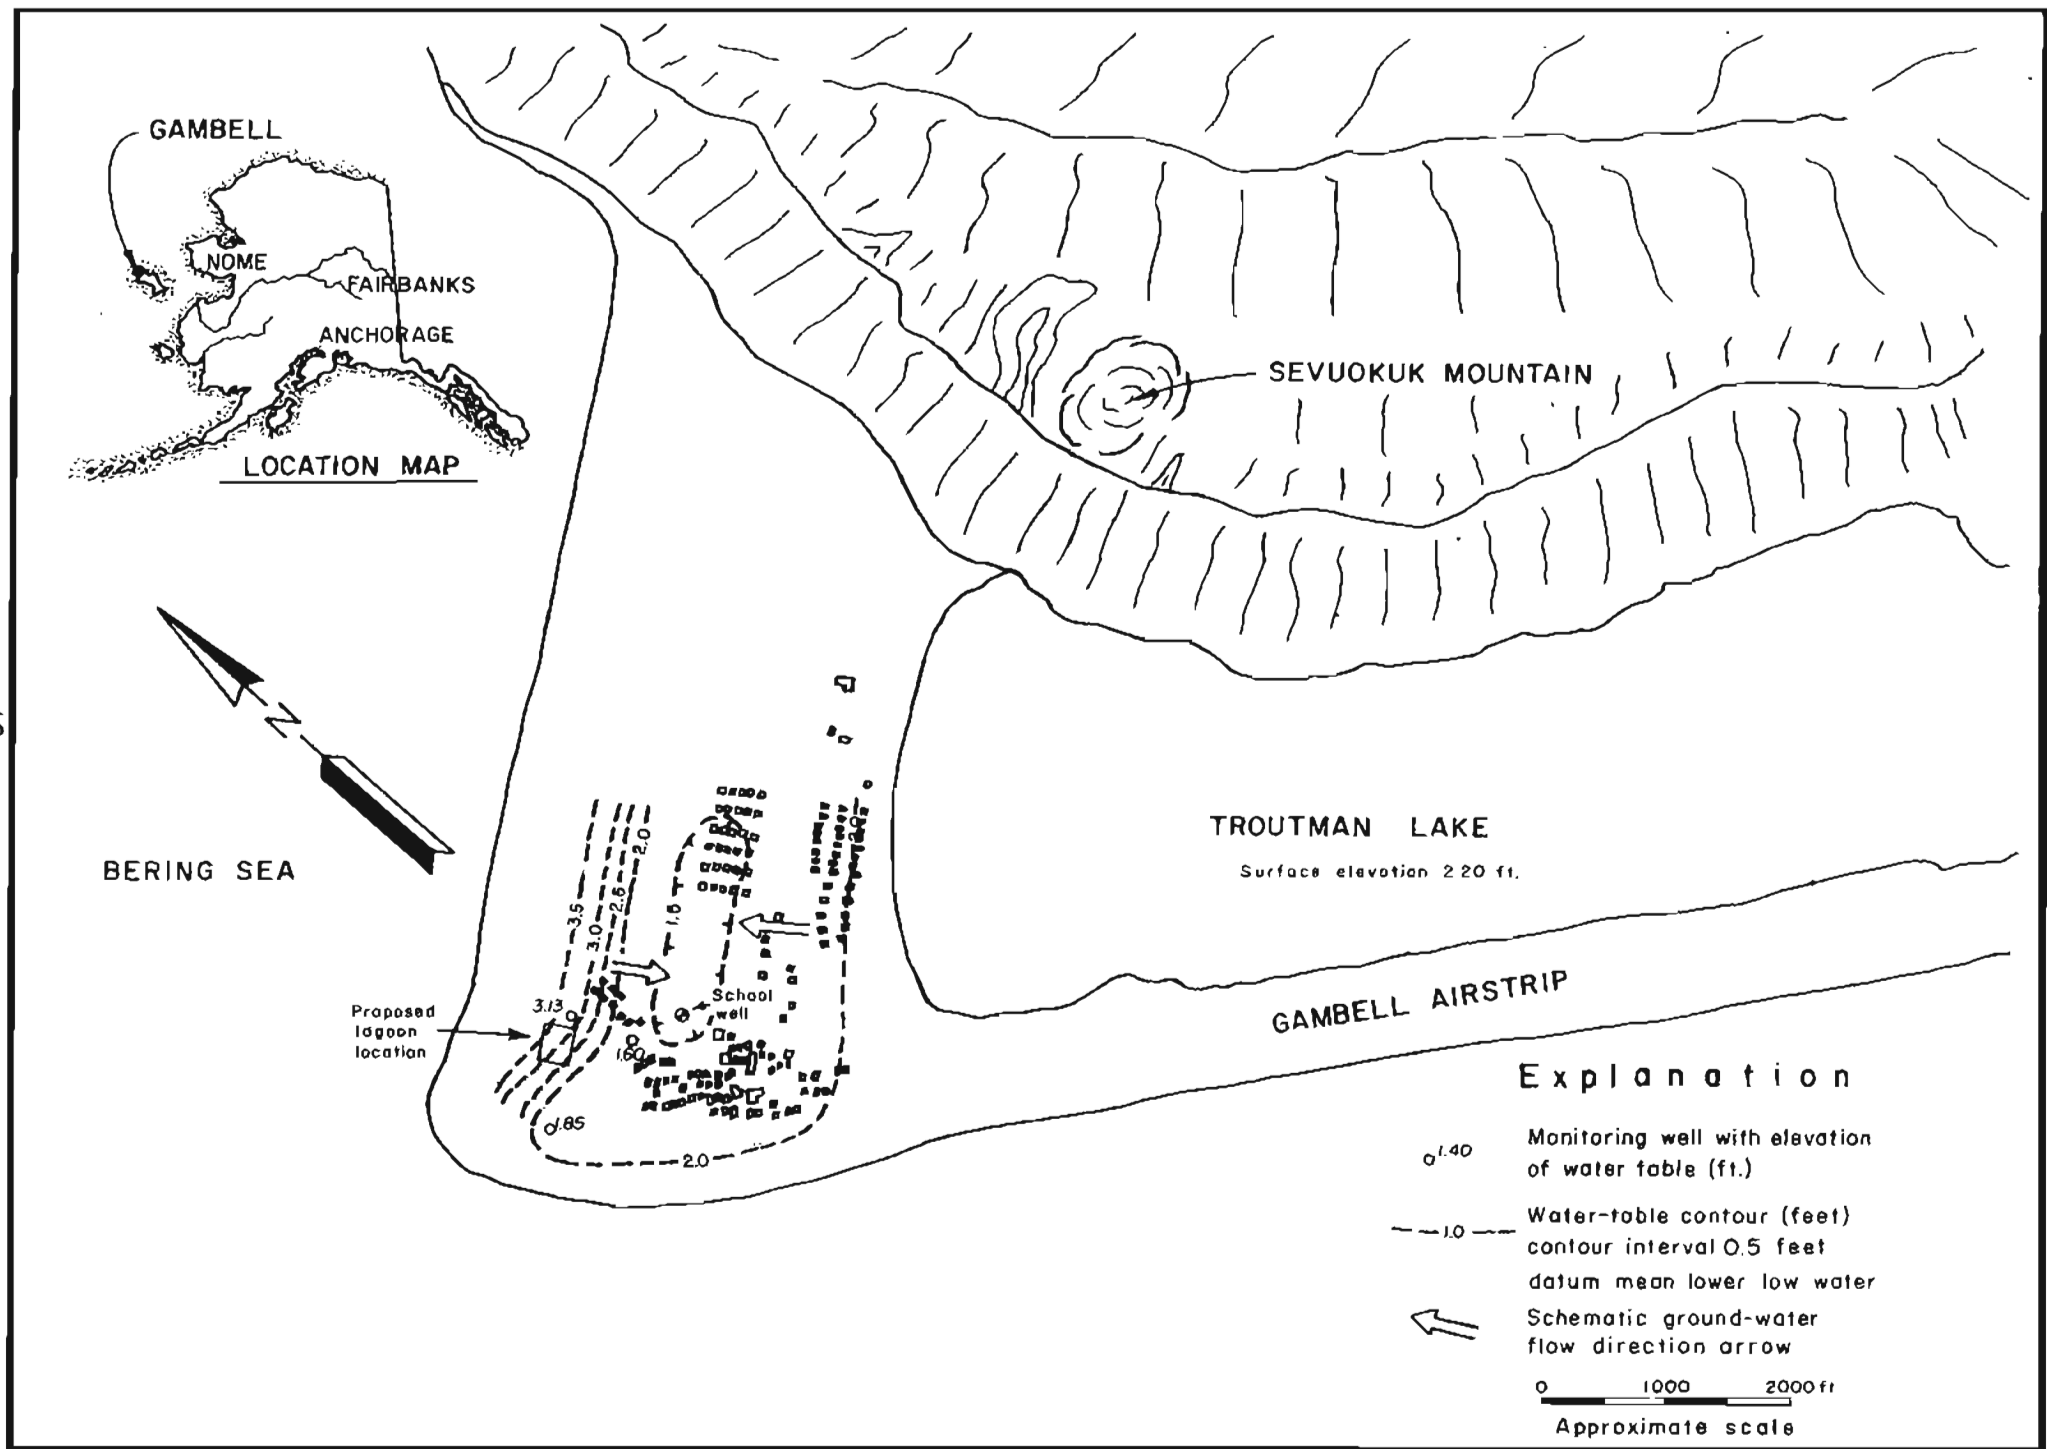 GAMBELL
NOME
FAIRBANKS
ANCHORAGE
LOCATION MAP
SEVUOKUK MOUNTAIN
N
BERING SEA
TROUTMAN LAKE
Surface elevation 2.20 ft.
GAMBELL AIRSTRIP
3.5
3.0
2.5
2.0
1.5
2.0
School
well
Proposed
lagoon
location
3.13
1.60
1.85
2.0
Explanation
1.40
Monitoring well with elevation
of water table (ft.)
1.0
Water-table contour (feet)
contour interval 0.5 feet
datum mean lower low water
Schematic ground-water
flow direction arrow
0 1000 2000 ft
Approximate scale